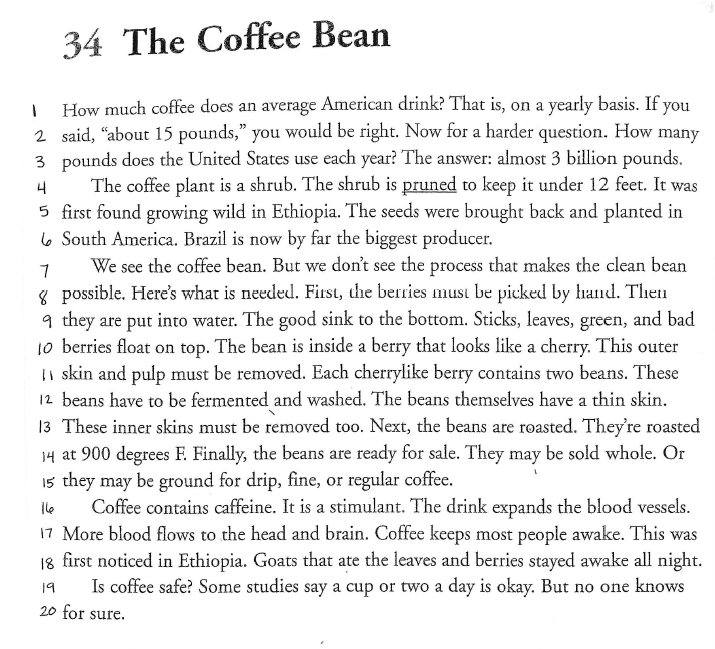 34 The Coffee Bean
1 How much coffee does an average American drink? That is, on a yearly basis. If you
2 said, “about 15 pounds,” you would be right. Now for a harder question. How many
3 pounds does the United States use each year? The answer: almost 3 billion pounds.
4 The coffee plant is a shrub. The shrub is pruned to keep it under 12 feet. It was
5 first found growing wild in Ethiopia. The seeds were brought back and planted in
6 South America. Brazil is now by far the biggest producer.
7 We see the coffee bean. But we don’t see the process that makes the clean bean
8 possible. Here’s what is needed. First, the berries must be picked by hand. Then
9 they are put into water. The good sink to the bottom. Sticks, leaves, green, and bad
10 berries float on top. The bean is inside a berry that looks like a cherry. This outer
11 skin and pulp must be removed. Each cherrylike berry contains two beans. These
12 beans have to be fermented and washed. The beans themselves have a thin skin.
13 These inner skins must be removed too. Next, the beans are roasted. They’re roasted
14 at 900 degrees F. Finally, the beans are ready for sale. They may be sold whole. Or
15 they may be ground for drip, fine, or regular coffee.
16 Coffee contains caffeine. It is a stimulant. The drink expands the blood vessels.
17 More blood flows to the head and brain. Coffee keeps most people awake. This was
18 first noticed in Ethiopia. Goats that ate the leaves and berries stayed awake all night.
19 Is coffee safe? Some studies say a cup or two a day is okay. But no one knows
20 for sure.